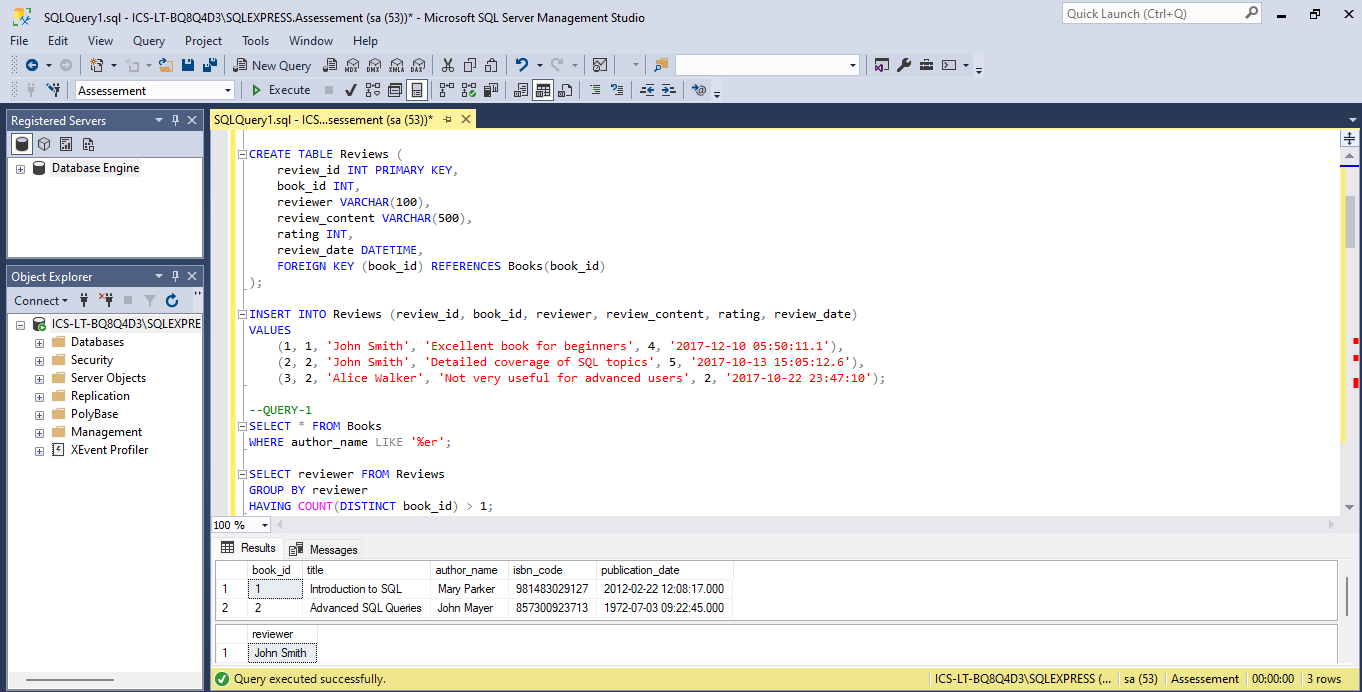 SQLQuery1.sql - ICS-LT-BQ8Q4D3\SQLEXPRESS.Assessement (sa (53))* - Microsoft SQL Server Management Studio
Quick Launch (Ctrl+Q)
File Edit View Query Project Tools Window Help
New Query
MDX DMX XMLA DAX
Assessement
Execute
Registered Servers
Database Engine
Object Explorer
Connect
ICS-LT-BQ8Q4D3\SQLEXPRE
Databases
Security
Server Objects
Replication
PolyBase
Management
XEvent Profiler
SQLQuery1.sql - ICS...sessement (sa (53))*
CREATE TABLE Reviews (
review_id INT PRIMARY KEY,
book_id INT,
reviewer VARCHAR(100),
review_content VARCHAR(500),
rating INT,
review_date DATETIME,
FOREIGN KEY (book_id) REFERENCES Books(book_id)
);
INSERT INTO Reviews (review_id, book_id, reviewer, review_content, rating, review_date)
VALUES
(1, 1, 'John Smith', 'Excellent book for beginners', 4, '2017-12-10 05:50:11.1'),
(2, 2, 'John Smith', 'Detailed coverage of SQL topics', 5, '2017-10-13 15:05:12.6'),
(3, 2, 'Alice Walker', 'Not very useful for advanced users', 2, '2017-10-22 23:47:10');
--QUERY-1
SELECT * FROM Books
WHERE author_name LIKE '%er';
SELECT reviewer FROM Reviews
GROUP BY reviewer
HAVING COUNT(DISTINCT book_id) > 1;
100 %
Results Messages
book_id title author_name isbn_code publication_date
1 1 Introduction to SQL Mary Parker 981483029127 2012-02-22 12:08:17.000
2 2 Advanced SQL Queries John Mayer 857300923713 1972-07-03 09:22:45.000
reviewer
1 John Smith
Query executed successfully.
ICS-LT-BQ8Q4D3\SQLEXPRESS (... sa (53) Assessement 00:00:00 3 rows